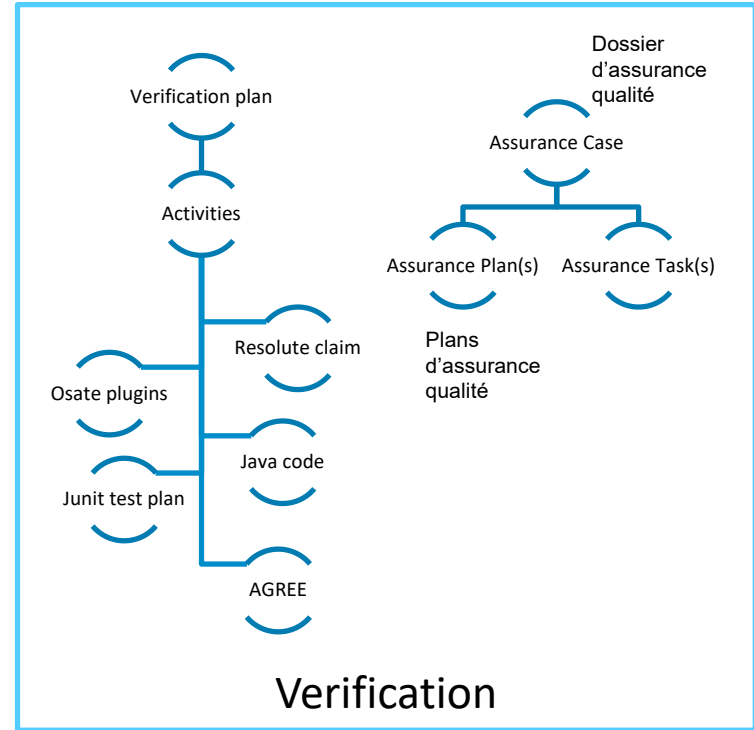 Verification plan
Activities
Resolute claim
Osate plugins
Java code
Junit test plan
AGREE
Dossier
d’assurance
qualité
Assurance Case
Assurance Plan(s)
Assurance Task(s)
Plans
d’assurance
qualité
Verification